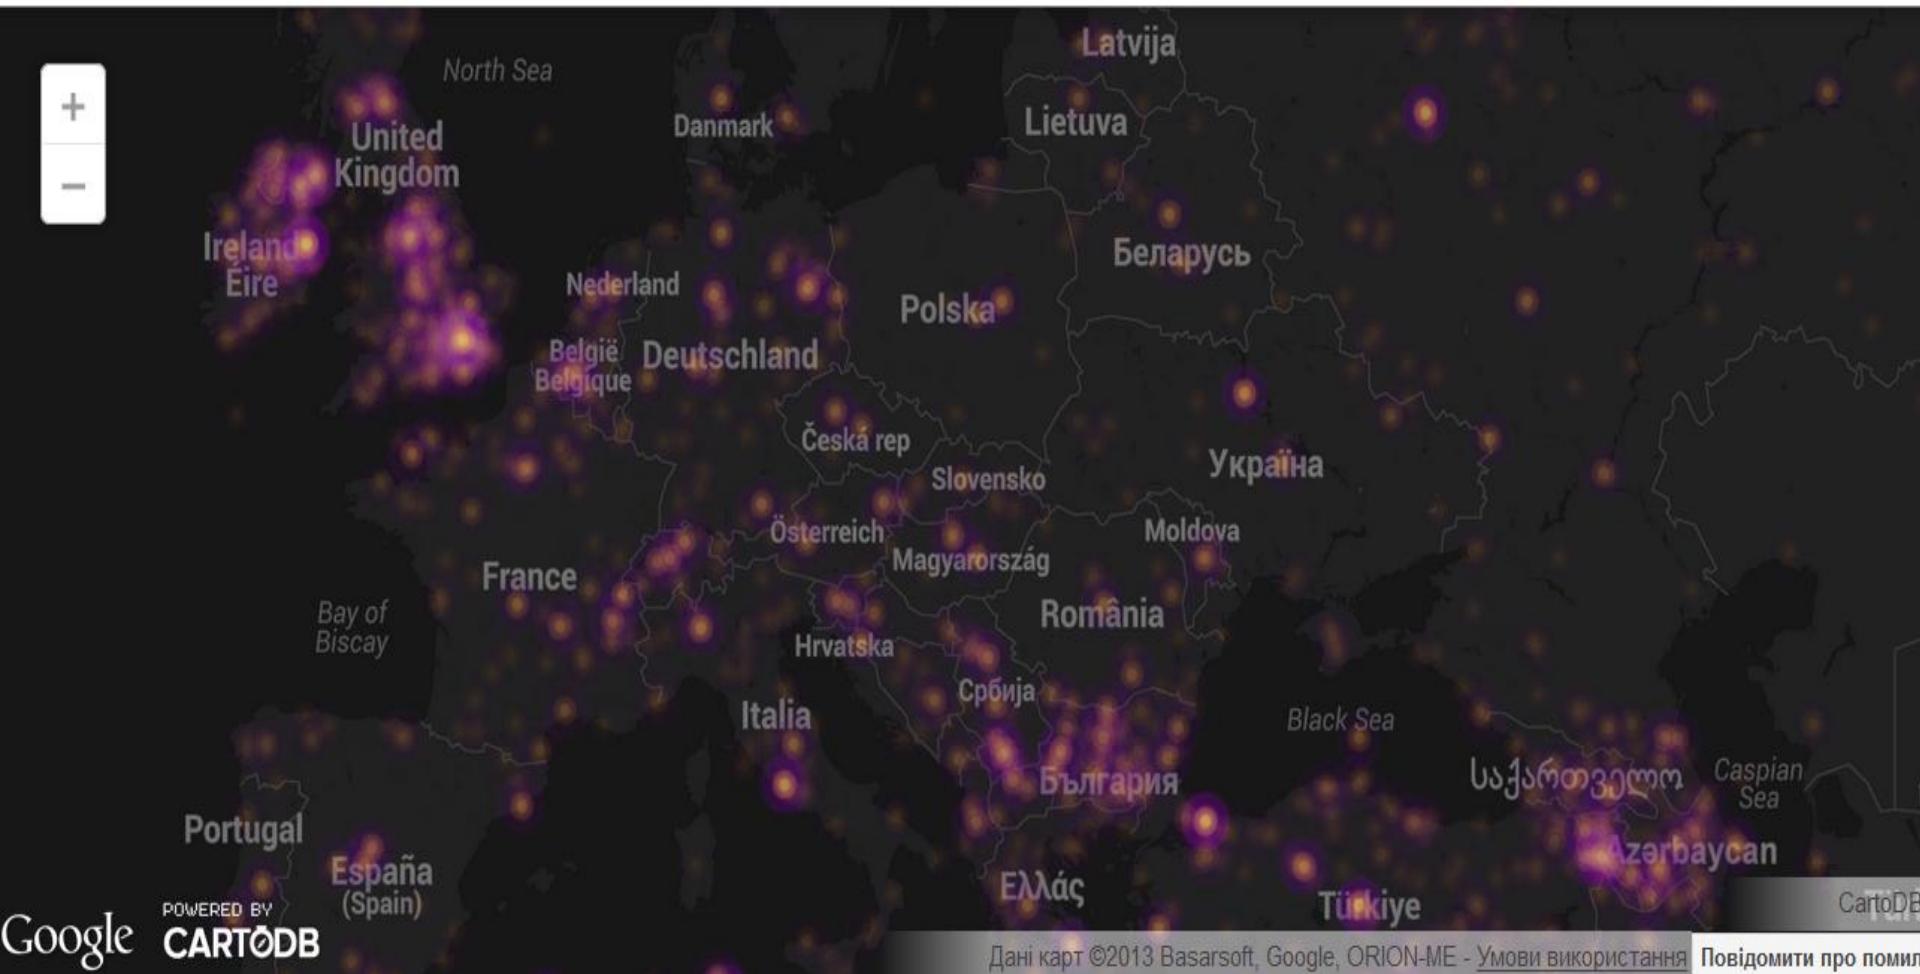 Latvija
North Sea
+
United
Kingdom
Danmark
Lietuva
−
Ireland
Éire
Nederland
Беларусь
Polska
België
Belgique
Deutschland
Česká rep
Україна
Slovensko
Österreich
Magyarország
Moldova
France
Bay of
Biscay
România
Hrvatska
Србија
Italia
Black Sea
България
საქართველო
Caspian
Sea
Portugal
Azərbaycan
España
(Spain)
Ελλάς
Türkiye
CartoDB
Google
POWERED BY
CARTODB
Дані карт ©2013 Basarsoft, Google, ORION-ME - Умови використання
Повідомити про